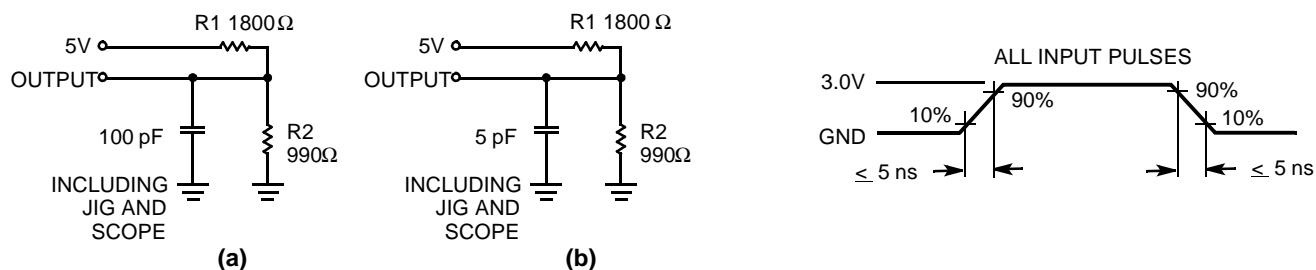 R1 1800 Ω
5V
OUTPUT
100 pF
R2
990Ω
INCLUDING
JIG AND
SCOPE
(a)
R1 1800 Ω
5V
OUTPUT
5 pF
R2
990Ω
INCLUDING
JIG AND
SCOPE
(b)
ALL INPUT PULSES
3.0V
90%
90%
10%
10%
GND
≤ 5 ns
≤ 5 ns